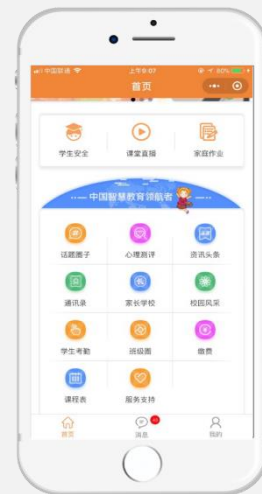 中国联通 上午9:07 80%
首页
学生安全 课堂直播 家庭作业
中国智慧教育领航者
话题圈子 心理测评 资讯头条
通讯录 家长学校 校园风采
学生考勤 班级圈 缴费
课程表 服务支持
首页 消息 我的